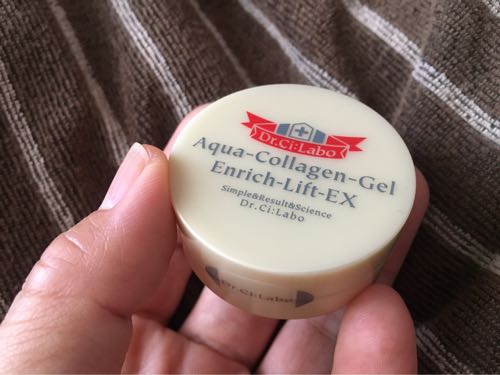 Dr.Ci:Labo
Aqua-Collagen-Gel
Enrich-Lift-EX
Simple&Result&Science
Dr.Ci:Labo
Dr.Ci:Labo